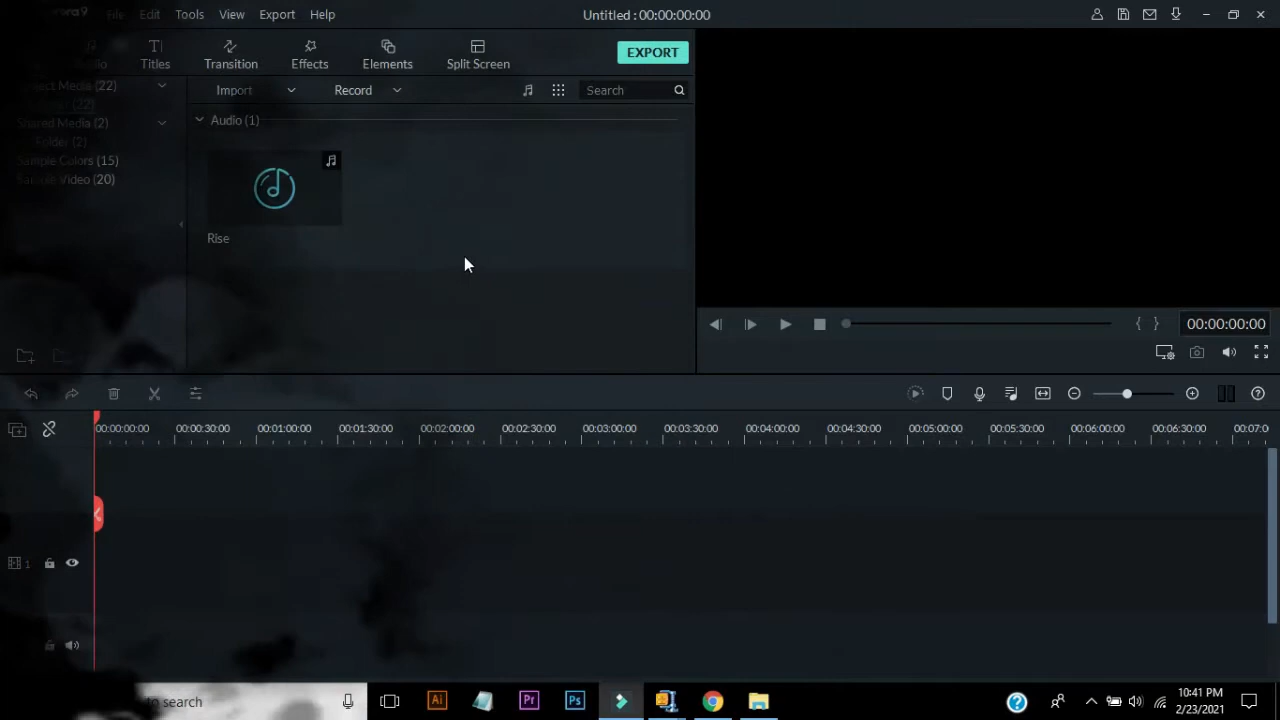 File Edit Tools View Export Help Untitled : 00:00:00:00
Titles Transition Effects Elements Split Screen EXPORT
Media (22)
(22)
Shared Media (2)
Folder (2)
Sample Colors (15)
Sample Video (20)
Import Record Search
Audio (1)
Rise
{ } 00:00:00:00
00:00:00:00 00:00:30:00 00:01:00:00 00:01:30:00 00:02:00:00 00:02:30:00 00:03:00:00 00:03:30:00 00:04:00:00 00:04:30:00 00:05:00:00 00:05:30:00 00:06:00:00 00:06:30:00 00:07:0
1
to search
Ai Pr Ps
10:41 PM
2/23/2021